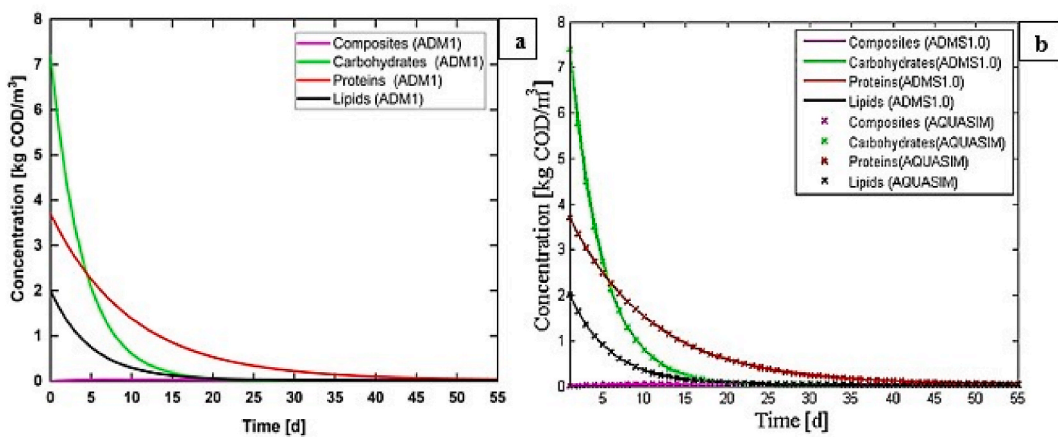 a
Composites (ADM1)
Carbohydrates (ADM1)
Proteins (ADM1)
Lipids (ADM1)
8
7
6
5
4
3
2
1
0
Concentration [kg COD/m³]
0 5 10 15 20 25 30 35 40 45 50 55
Time [d]
b
Composites (ADMS1.0)
Carbohydrates(ADMS1.0)
Proteins(ADMS1.0)
Lipids(ADMS1.0)
Composites (AQUASIM)
Carbohydrates(AQUASIM)
Proteins(AQUASIM)
Lipids (AQUASIM)
8
7
6
5
4
3
2
1
0
Concentration [kg COD/m³]
5 10 15 20 25 30 35 40 45 50 55
Time [d]